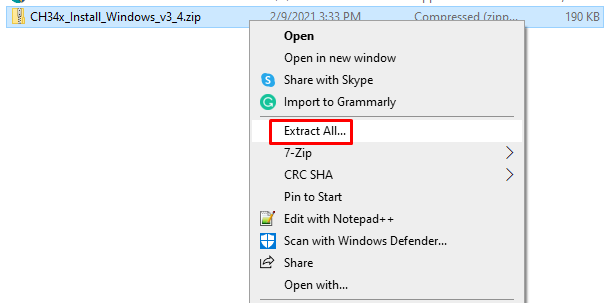 CH34x_Install_Windows_v3_4.zip 2/9/2021 3:33 PM Compressed (zipp... 190 KB
Open
Open in new window
Share with Skype
Import to Grammarly
Extract All...
7-Zip
CRC SHA
Pin to Start
Edit with Notepad++
Scan with Windows Defender...
Share
Open with...